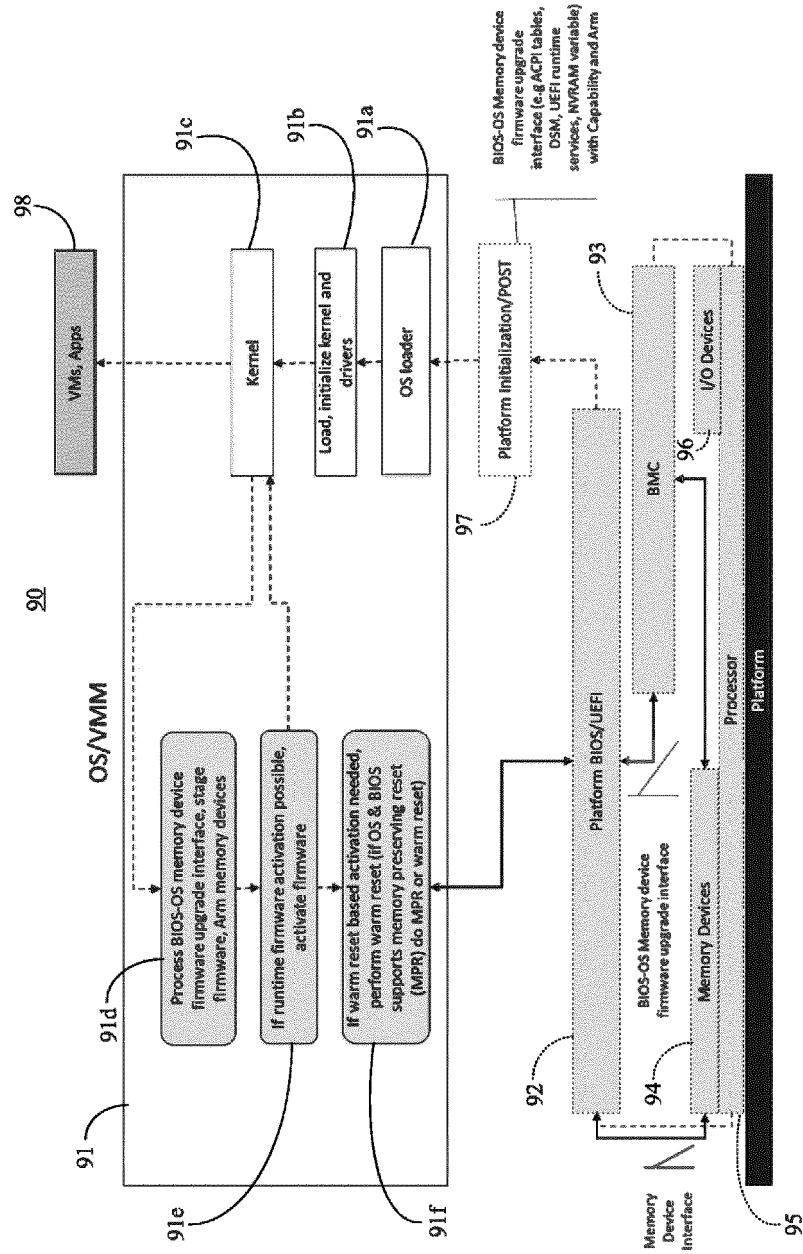 90
OS/VMM
98
VMs, Apps
91
91d
Process BIOS-OS memory device
firmware upgrade interface, stage
firmware, Arm memory devices
91e
If runtime firmware activation possible,
activate firmware
91f
If warm reset based activation needed,
perform warm reset (if OS & BIOS
supports memory preserving reset
(MPR) do MPR or warm reset)
91c
Kernel
91b
Load, initialize kernel and
drivers
91a
OS loader
97
Platform Initialization/POST
BIOS-OS Memory device
firmware upgrade
interface (e.g ACPI tables,
DSM, UEFI runtime
services, NVRAM variable)
with Capability and Arm
92
Platform BIOS/UEFI
93
BMC
BIOS-OS Memory device
firmware upgrade interface
94
Memory Devices
96
I/O Devices
Memory
Device
Interface
95
Processor
Platform